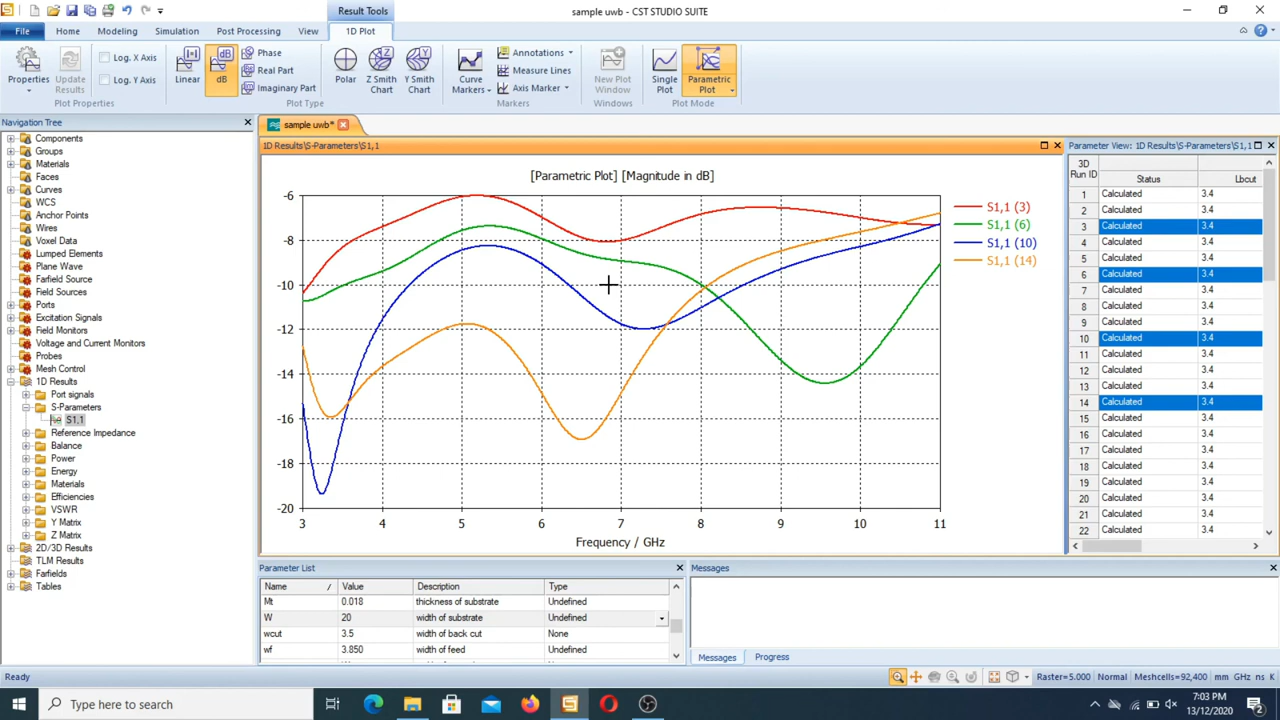 Result Tools
sample uwb - CST STUDIO SUITE
File Home Modeling Simulation Post Processing View 1D Plot
Properties
Update Results
Log. X Axis
Log. Y Axis
Plot Properties
Linear
dB
Phase
Real Part
Imaginary Part
Plot Type
Polar
Z Smith Chart
Y Smith Chart
Curve Markers
Annotations
Measure Lines
Axis Marker
Markers
New Plot Window
Windows
Single Plot
Parametric Plot
Plot Mode
Navigation Tree
Components
Groups
Materials
Faces
Curves
WCS
Anchor Points
Wires
Voxel Data
Lumped Elements
Plane Wave
Farfield Source
Field Sources
Ports
Excitation Signals
Field Monitors
Voltage and Current Monitors
Probes
Mesh Control
1D Results
Port signals
S-Parameters
S1,1
Reference Impedance
Balance
Power
Energy
Materials
Efficiencies
VSWR
Y Matrix
Z Matrix
2D/3D Results
TLM Results
Farfields
Tables
sample uwb*
1D Results\S-Parameters\S1,1
[Parametric Plot] [Magnitude in dB]
-6
-8
-10
-12
-14
-16
-18
-20
3 4 5 6 7 8 9 10 11
Frequency / GHz
S1,1 (3)
S1,1 (6)
S1,1 (10)
S1,1 (14)
Parameter View: 1D Results\S-Parameters\S1,1
3D Run ID Status Lbcut
1 Calculated 3.4
2 Calculated 3.4
3 Calculated 3.4
4 Calculated 3.4
5 Calculated 3.4
6 Calculated 3.4
7 Calculated 3.4
8 Calculated 3.4
9 Calculated 3.4
10 Calculated 3.4
11 Calculated 3.4
12 Calculated 3.4
13 Calculated 3.4
14 Calculated 3.4
15 Calculated 3.4
16 Calculated 3.4
17 Calculated 3.4
18 Calculated 3.4
19 Calculated 3.4
20 Calculated 3.4
21 Calculated 3.4
22 Calculated 3.4
Parameter List
Name / Value Description Type
Mt 0.018 thickness of substrate Undefined
W 20 width of substrate Undefined
wcut 3.5 width of back cut None
wf 3.850 width of feed Undefined
Messages
Messages Progress
Ready
Raster=5.000 Normal Meshcells=92,400 mm GHz ns K
Type here to search
7:03 PM
13/12/2020
2